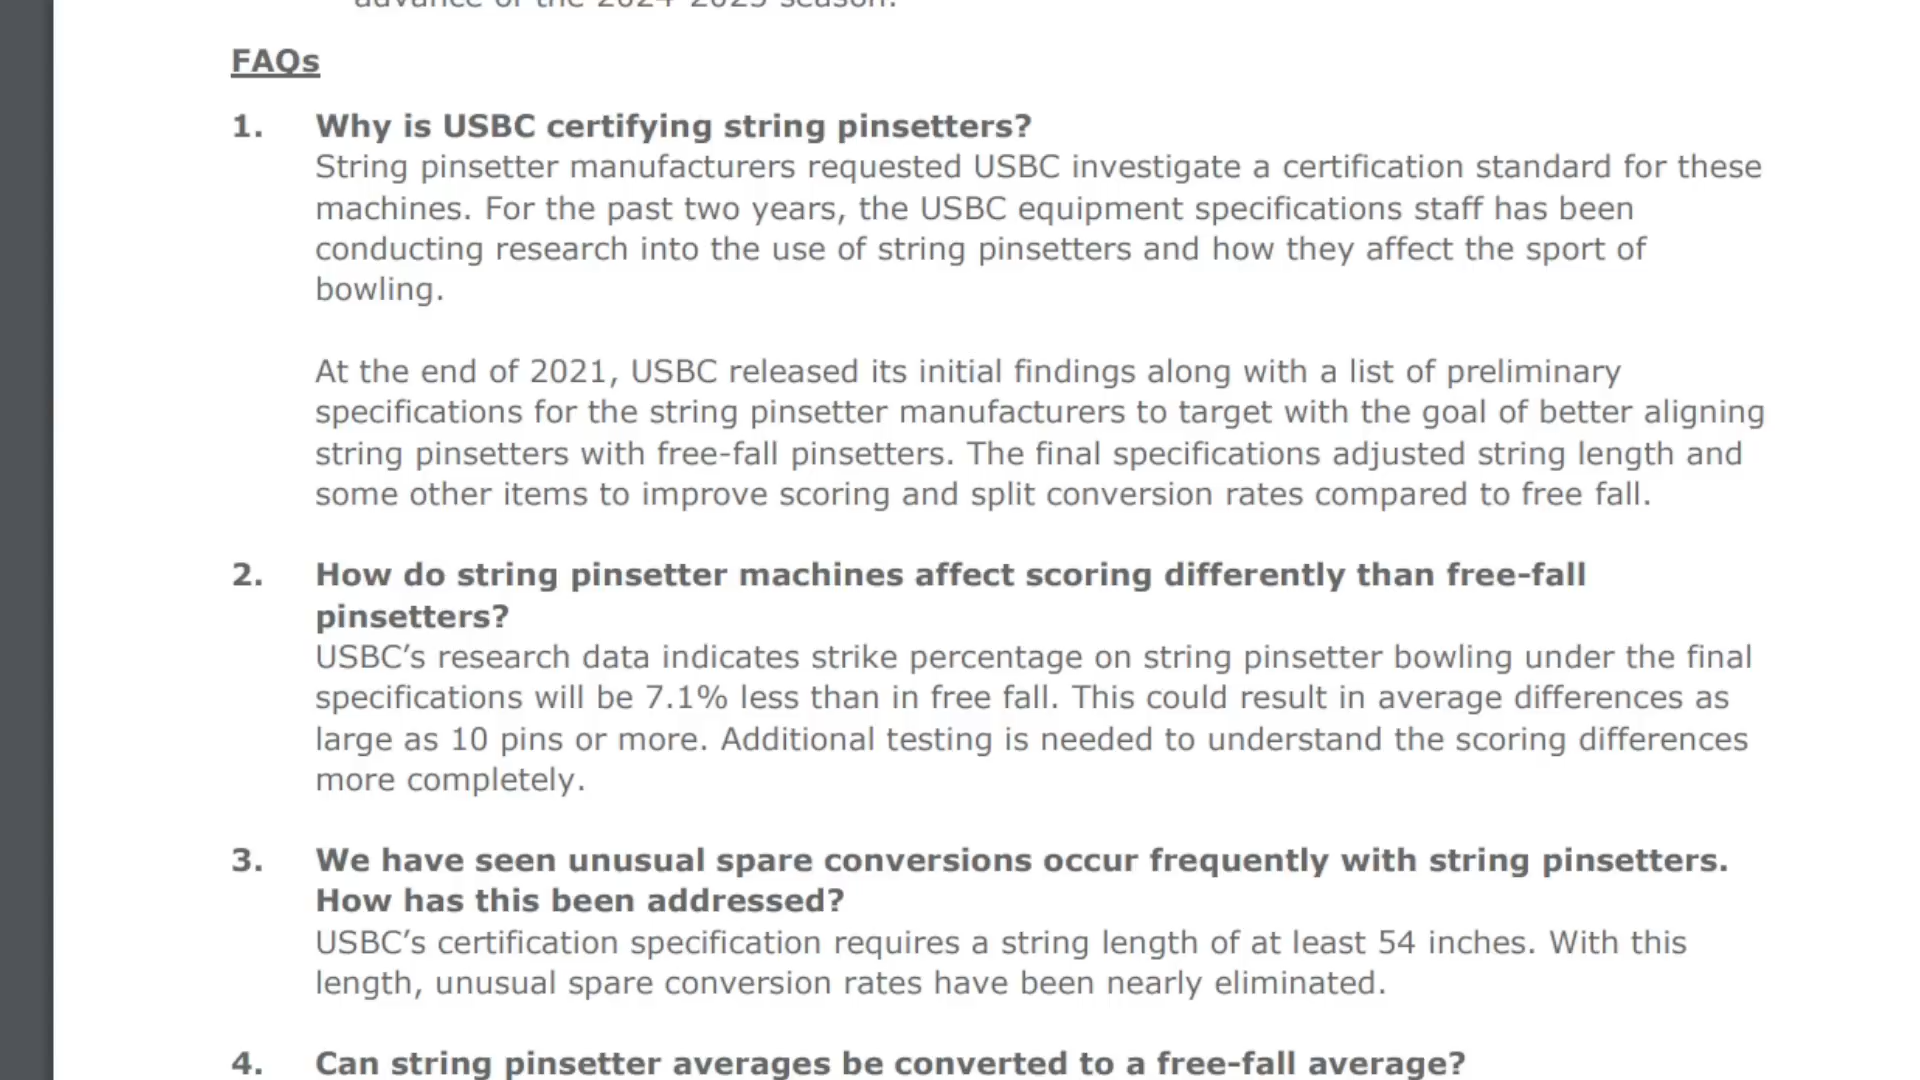 advance of the 2024-2025 season.
FAQs
1. Why is USBC certifying string pinsetters?
String pinsetter manufacturers requested USBC investigate a certification standard for these
machines. For the past two years, the USBC equipment specifications staff has been
conducting research into the use of string pinsetters and how they affect the sport of
bowling.
At the end of 2021, USBC released its initial findings along with a list of preliminary
specifications for the string pinsetter manufacturers to target with the goal of better aligning
string pinsetters with free-fall pinsetters. The final specifications adjusted string length and
some other items to improve scoring and split conversion rates compared to free fall.
2. How do string pinsetter machines affect scoring differently than free-fall
pinsetters?
USBC’s research data indicates strike percentage on string pinsetter bowling under the final
specifications will be 7.1% less than in free fall. This could result in average differences as
large as 10 pins or more. Additional testing is needed to understand the scoring differences
more completely.
3. We have seen unusual spare conversions occur frequently with string pinsetters.
How has this been addressed?
USBC’s certification specification requires a string length of at least 54 inches. With this
length, unusual spare conversion rates have been nearly eliminated.
4. Can string pinsetter averages be converted to a free-fall average?